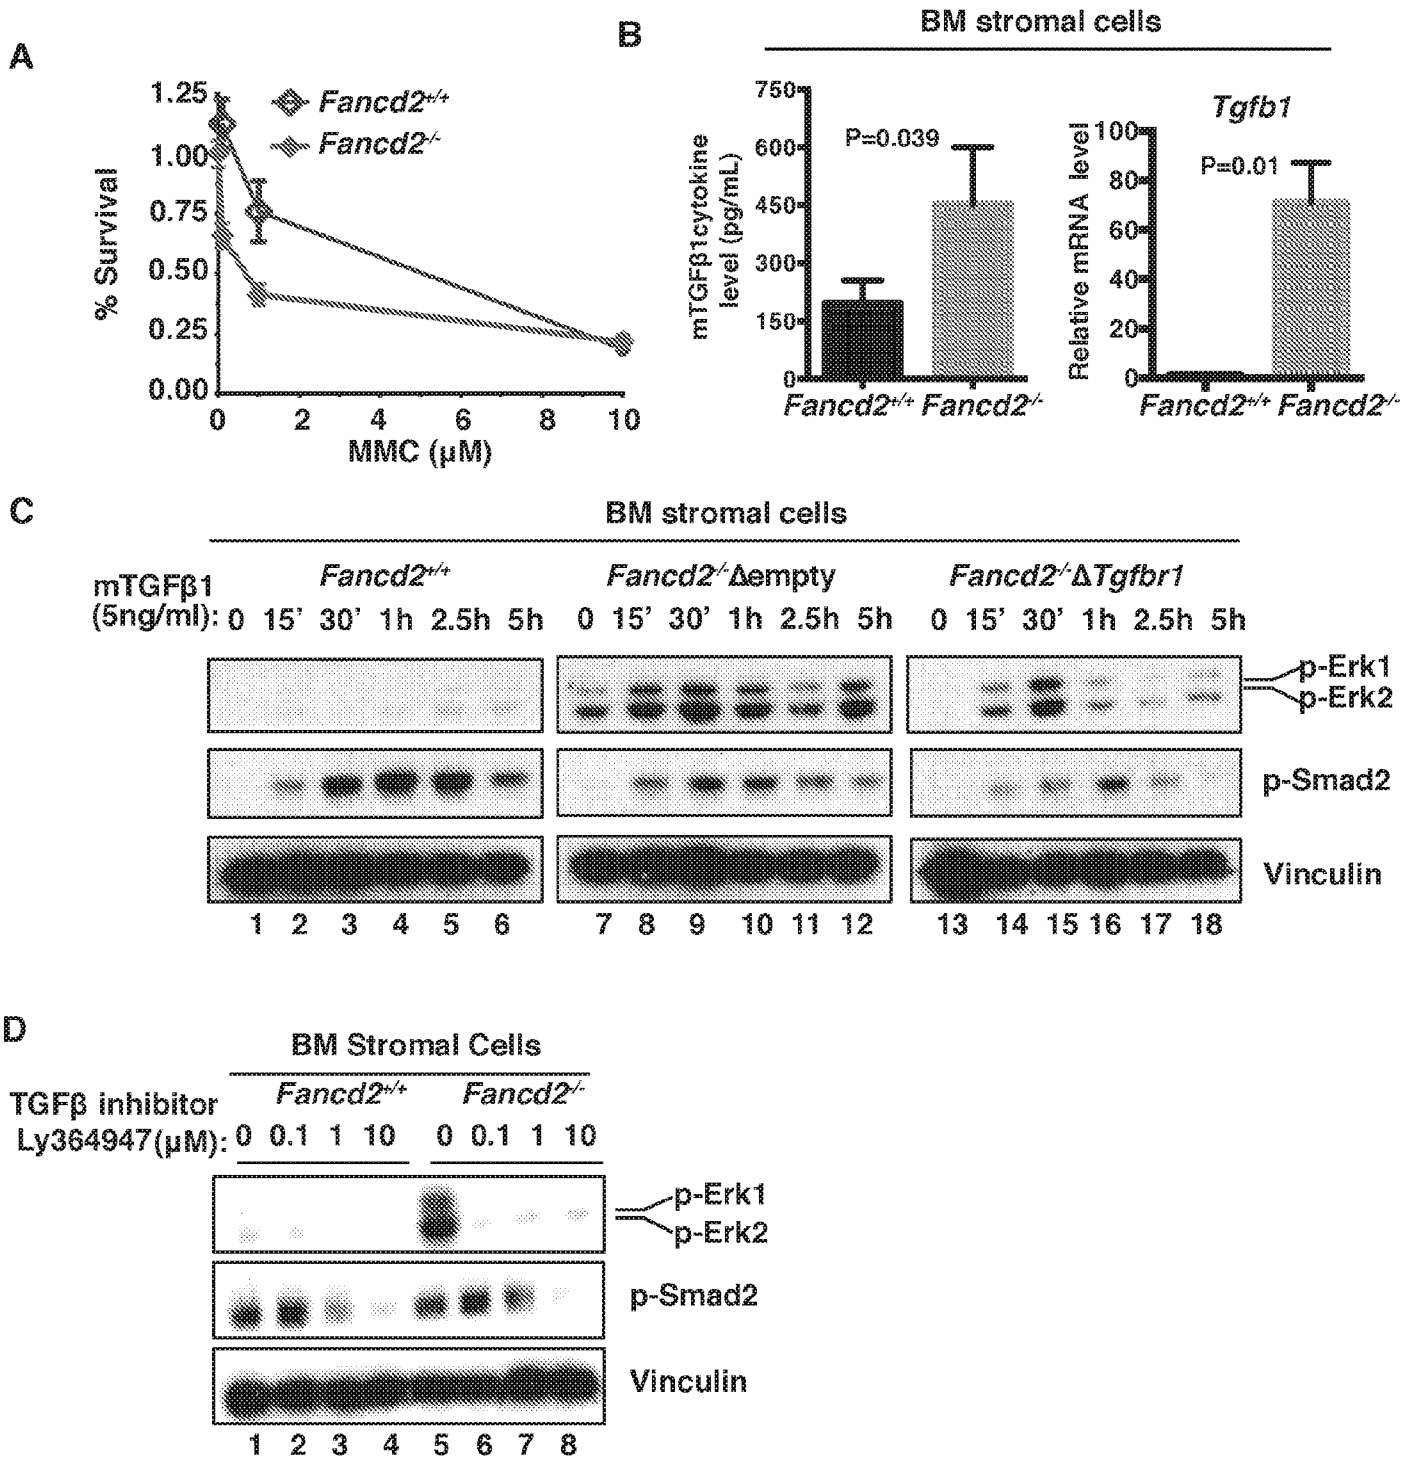 A
1.25
1.00
0.75
0.50
0.25
0.00
% Survival
Fancd2+/+
Fancd2-/-
0 2 4 6 8 10
MMC (µM)
B
BM stromal cells
mTGFβ1cytokine
level (pg/mL)
750
600
450
300
150
0
P=0.039
Fancd2+/+ Fancd2-/-
Tgfb1
Relative mRNA level
100
80
60
40
20
0
P=0.01
Fancd2+/+ Fancd2-/-
C
BM stromal cells
Fancd2+/+ Fancd2-/-Δempty Fancd2-/-ΔTgfbr1
mTGFβ1
(5ng/ml): 0 15' 30' 1h 2.5h 5h 0 15' 30' 1h 2.5h 5h 0 15' 30' 1h 2.5h 5h
p-Erk1
p-Erk2
p-Smad2
Vinculin
1 2 3 4 5 6 7 8 9 10 11 12 13 14 15 16 17 18
D
BM Stromal Cells
Fancd2+/+ Fancd2-/-
TGFβ inhibitor
Ly364947(µM): 0 0.1 1 10 0 0.1 1 10
p-Erk1
p-Erk2
p-Smad2
Vinculin
1 2 3 4 5 6 7 8